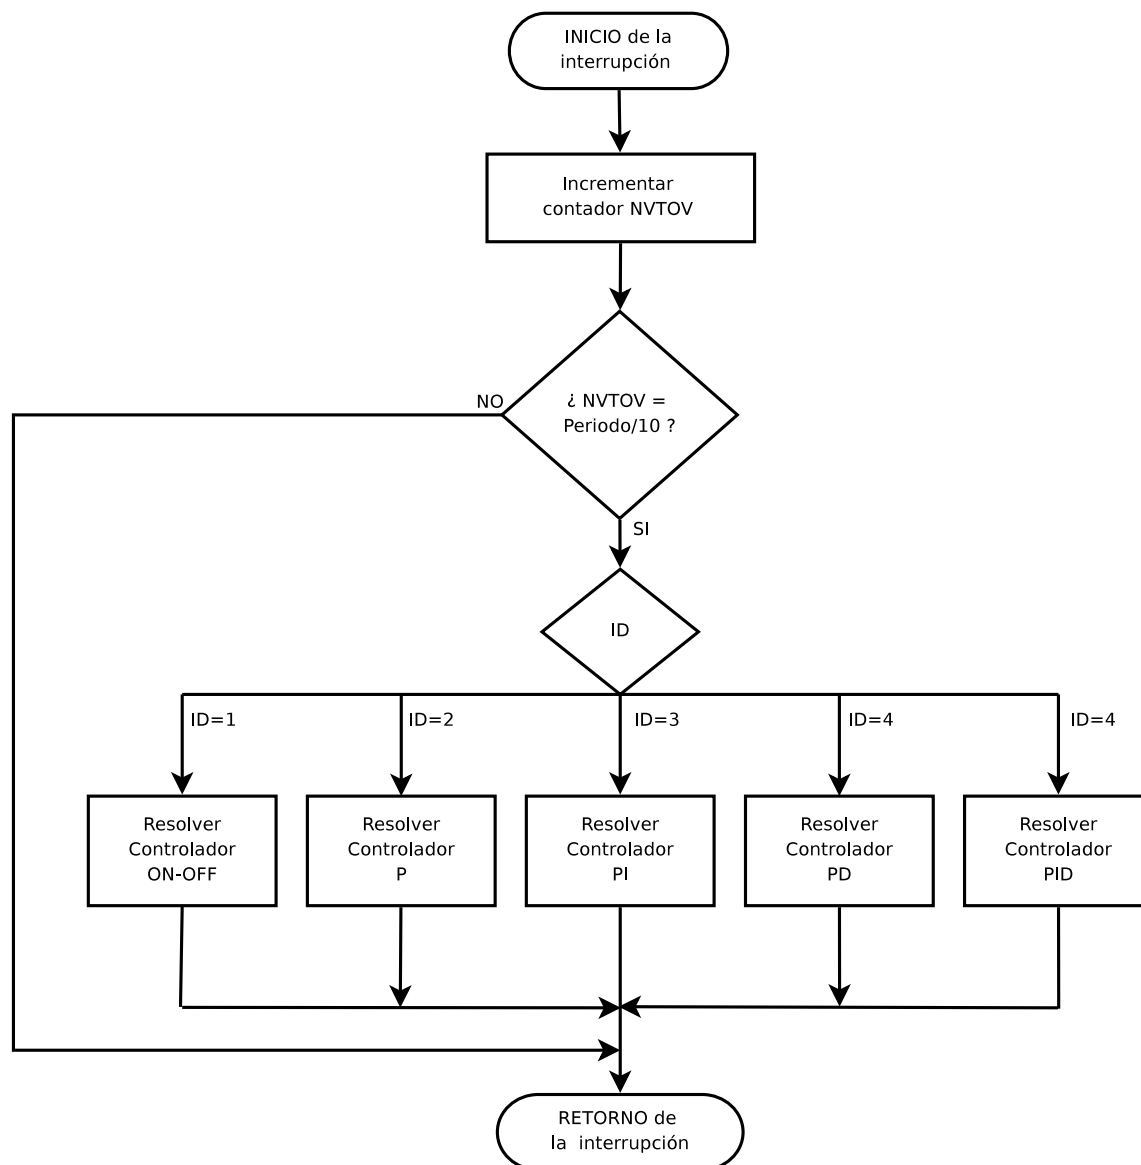 INICIO de la
interrupción
Incrementar
contador NVTOV
NO
¿ NVTOV =
Periodo/10 ?
SI
ID
ID=1
ID=2
ID=3
ID=4
ID=4
Resolver
Controlador
ON-OFF
Resolver
Controlador
P
Resolver
Controlador
PI
Resolver
Controlador
PD
Resolver
Controlador
PID
RETORNO de
la interrupción